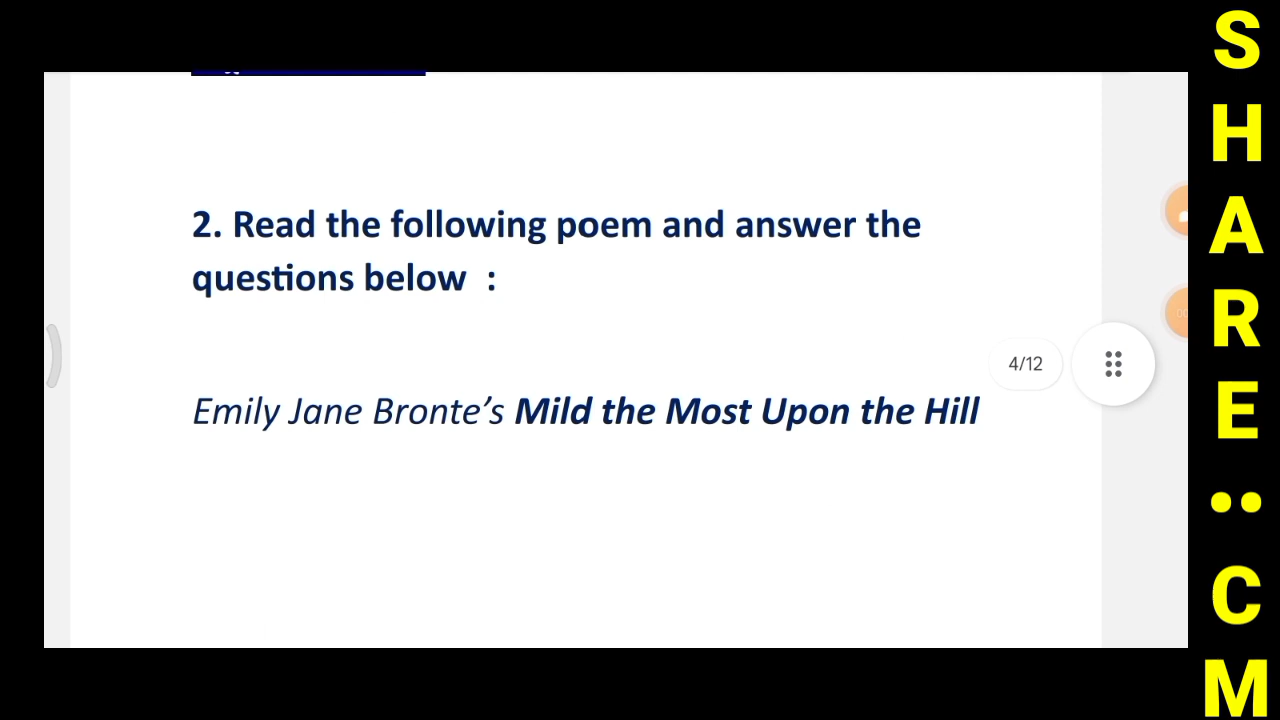 2. Read the following poem and answer the
questions below :
Emily Jane Bronte’s Mild the Most Upon the Hill
4/12
S
H
A
R
E
••
C
M